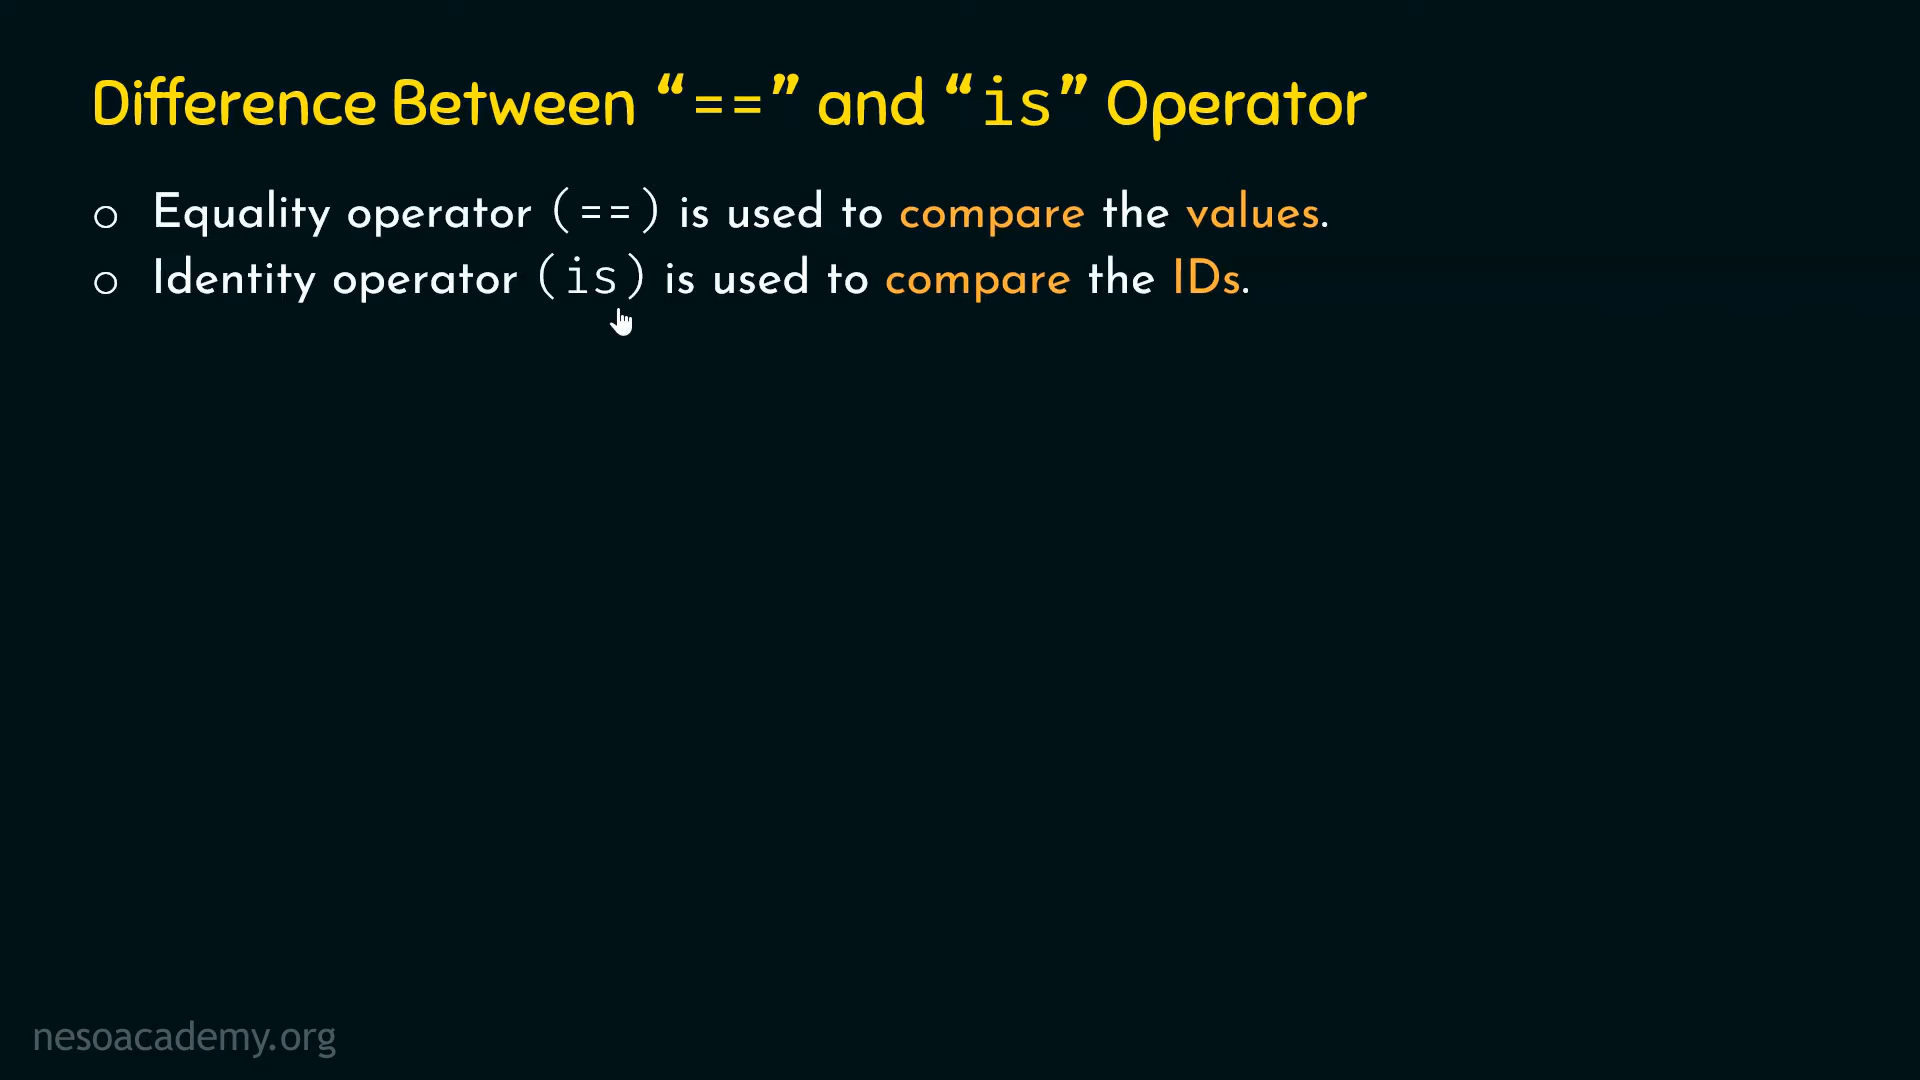 Difference Between “==” and “is” Operator
○ Equality operator (==) is used to compare the values.
○ Identity operator (is) is used to compare the IDs.
nesoacademy.org